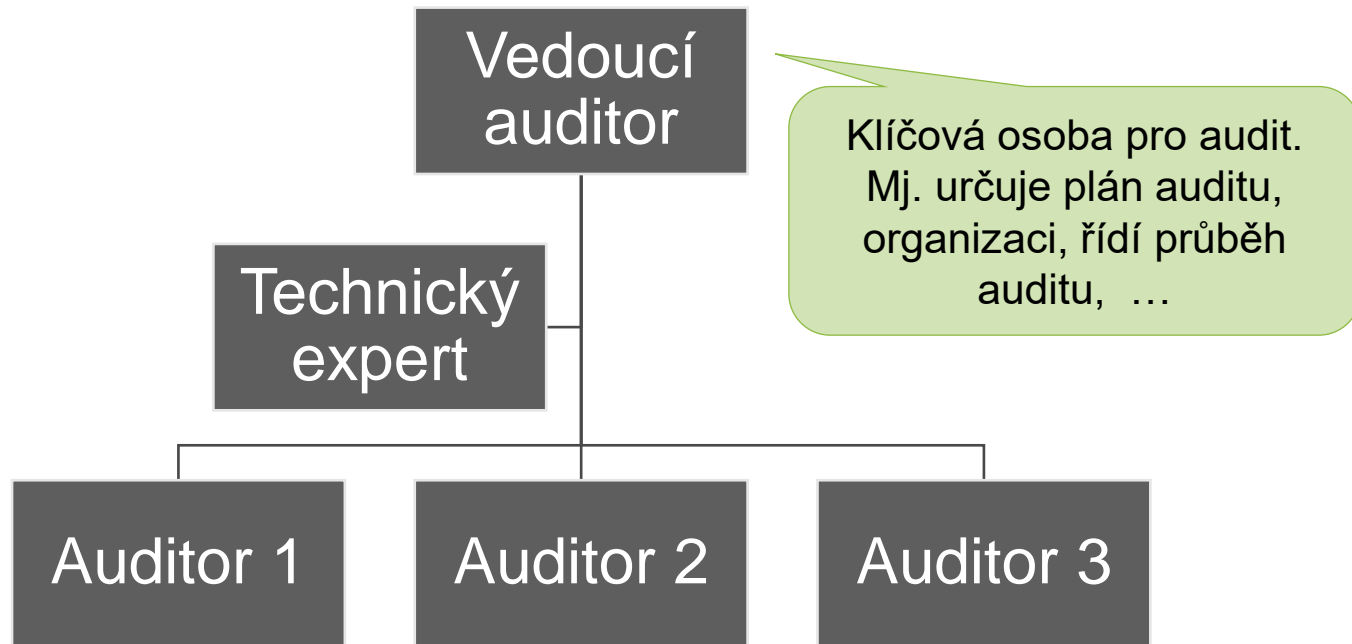 Vedoucí
auditor
Klíčová osoba pro audit.
Mj. určuje plán auditu,
organizaci, řídí průběh
auditu,  …
Technický
expert
Auditor 1
Auditor 2
Auditor 3